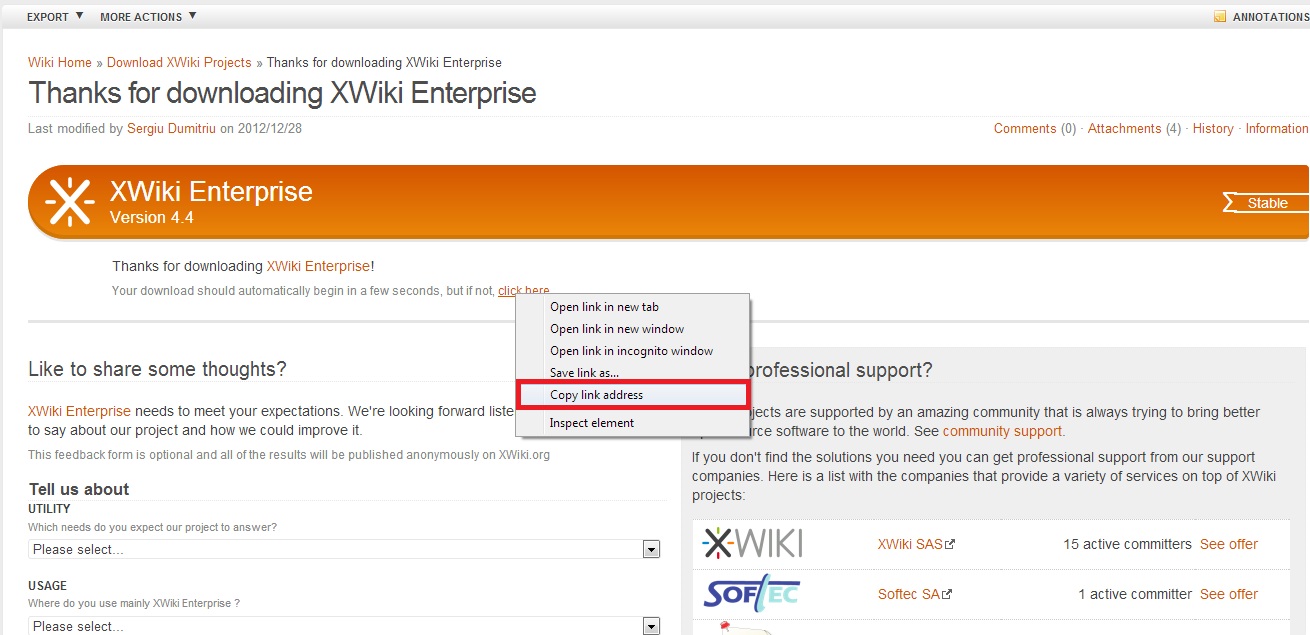 EXPORT MORE ACTIONS ANNOTATIONS
Wiki Home » Download XWiki Projects » Thanks for downloading XWiki Enterprise
Thanks for downloading XWiki Enterprise
Last modified by Sergiu Dumitriu on 2012/12/28
Comments (0) · Attachments (4) · History · Information
XWiki Enterprise
Version 4.4
Stable
Thanks for downloading XWiki Enterprise!
Your download should automatically begin in a few seconds, but if not, click here
Open link in new tab
Open link in new window
Open link in incognito window
Save link as...
Copy link address
Inspect element
Like to share some thoughts?
XWiki Enterprise needs to meet your expectations. We're looking forward liste
to say about our project and how we could improve it.
This feedback form is optional and all of the results will be published anonymously on XWiki.org
Tell us about
UTILITY
Which needs do you expect our project to answer?
Please select...
USAGE
Where do you use mainly XWiki Enterprise ?
Please select...
professional support?
jects are supported by an amazing community that is always trying to bring better
urce software to the world. See community support.
If you don't find the solutions you need you can get professional support from our support
companies. Here is a list with the companies that provide a variety of services on top of XWiki
projects:
XWIKI XWiki SAS 15 active committers See offer
SOFTEC Softec SA 1 active committer See offer